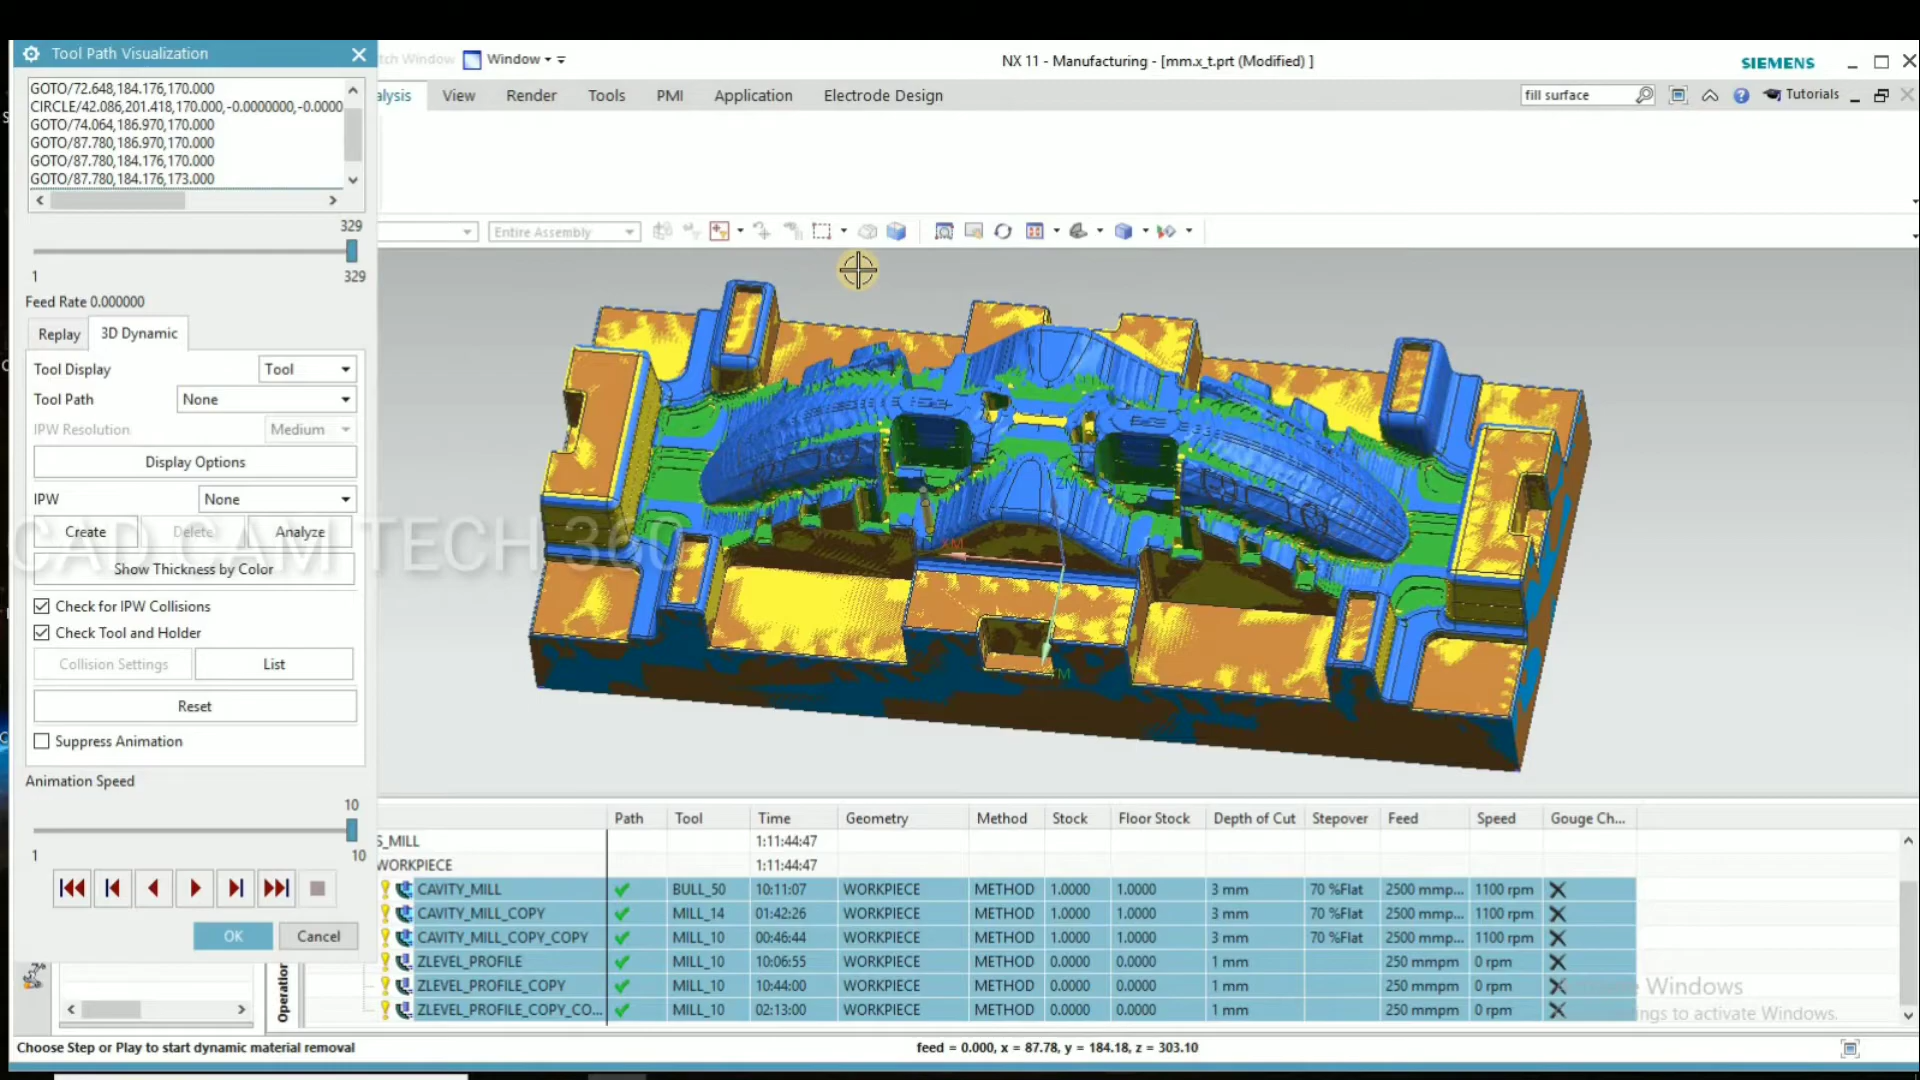 Tool Path Visualization
tch Window
Window
NX 11 - Manufacturing - [mm.x_t.prt (Modified) ]
SIEMENS
GOTO/72.648,184.176,170.000
CIRCLE/42.086,201.418,170.000,-0.0000000,-0.0000
GOTO/74.064,186.970,170.000
GOTO/87.780,186.970,170.000
GOTO/87.780,184.176,170.000
GOTO/87.780,184.176,173.000
alysis View Render Tools PMI Application Electrode Design
fill surface
Tutorials
Entire Assembly
329
1 329
Feed Rate 0.000000
Replay 3D Dynamic
Tool Display Tool
Tool Path None
IPW Resolution Medium
Display Options
IPW None
Create Delete Analyze
CAD CAM TECH 360
Show Thickness by Color
Check for IPW Collisions
Check Tool and Holder
Collision Settings List
Reset
Suppress Animation
Animation Speed
10
1 10
OK Cancel
ZM
XM
YM
Path Tool Time Geometry Method Stock Floor Stock Depth of Cut Stepover Feed Speed Gouge Ch...
S_MILL 1:11:44:47
WORKPIECE 1:11:44:47
CAVITY_MILL BULL_50 10:11:07 WORKPIECE METHOD 1.0000 1.0000 3 mm 70 %Flat 2500 mmp... 1100 rpm
CAVITY_MILL_COPY MILL_14 01:42:26 WORKPIECE METHOD 1.0000 1.0000 3 mm 70 %Flat 2500 mmp... 1100 rpm
CAVITY_MILL_COPY_COPY MILL_10 00:46:44 WORKPIECE METHOD 1.0000 1.0000 3 mm 70 %Flat 2500 mmp... 1100 rpm
ZLEVEL_PROFILE MILL_10 10:06:55 WORKPIECE METHOD 0.0000 0.0000 1 mm 250 mmpm 0 rpm
ZLEVEL_PROFILE_COPY MILL_10 10:44:00 WORKPIECE METHOD 0.0000 0.0000 1 mm 250 mmpm 0 rpm
ZLEVEL_PROFILE_COPY_CO... MILL_10 02:13:00 WORKPIECE METHOD 0.0000 0.0000 1 mm 250 mmpm 0 rpm
Operation
Windows
ngs to activate Windows.
Choose Step or Play to start dynamic material removal
feed = 0.000, x = 87.78, y = 184.18, z = 303.10